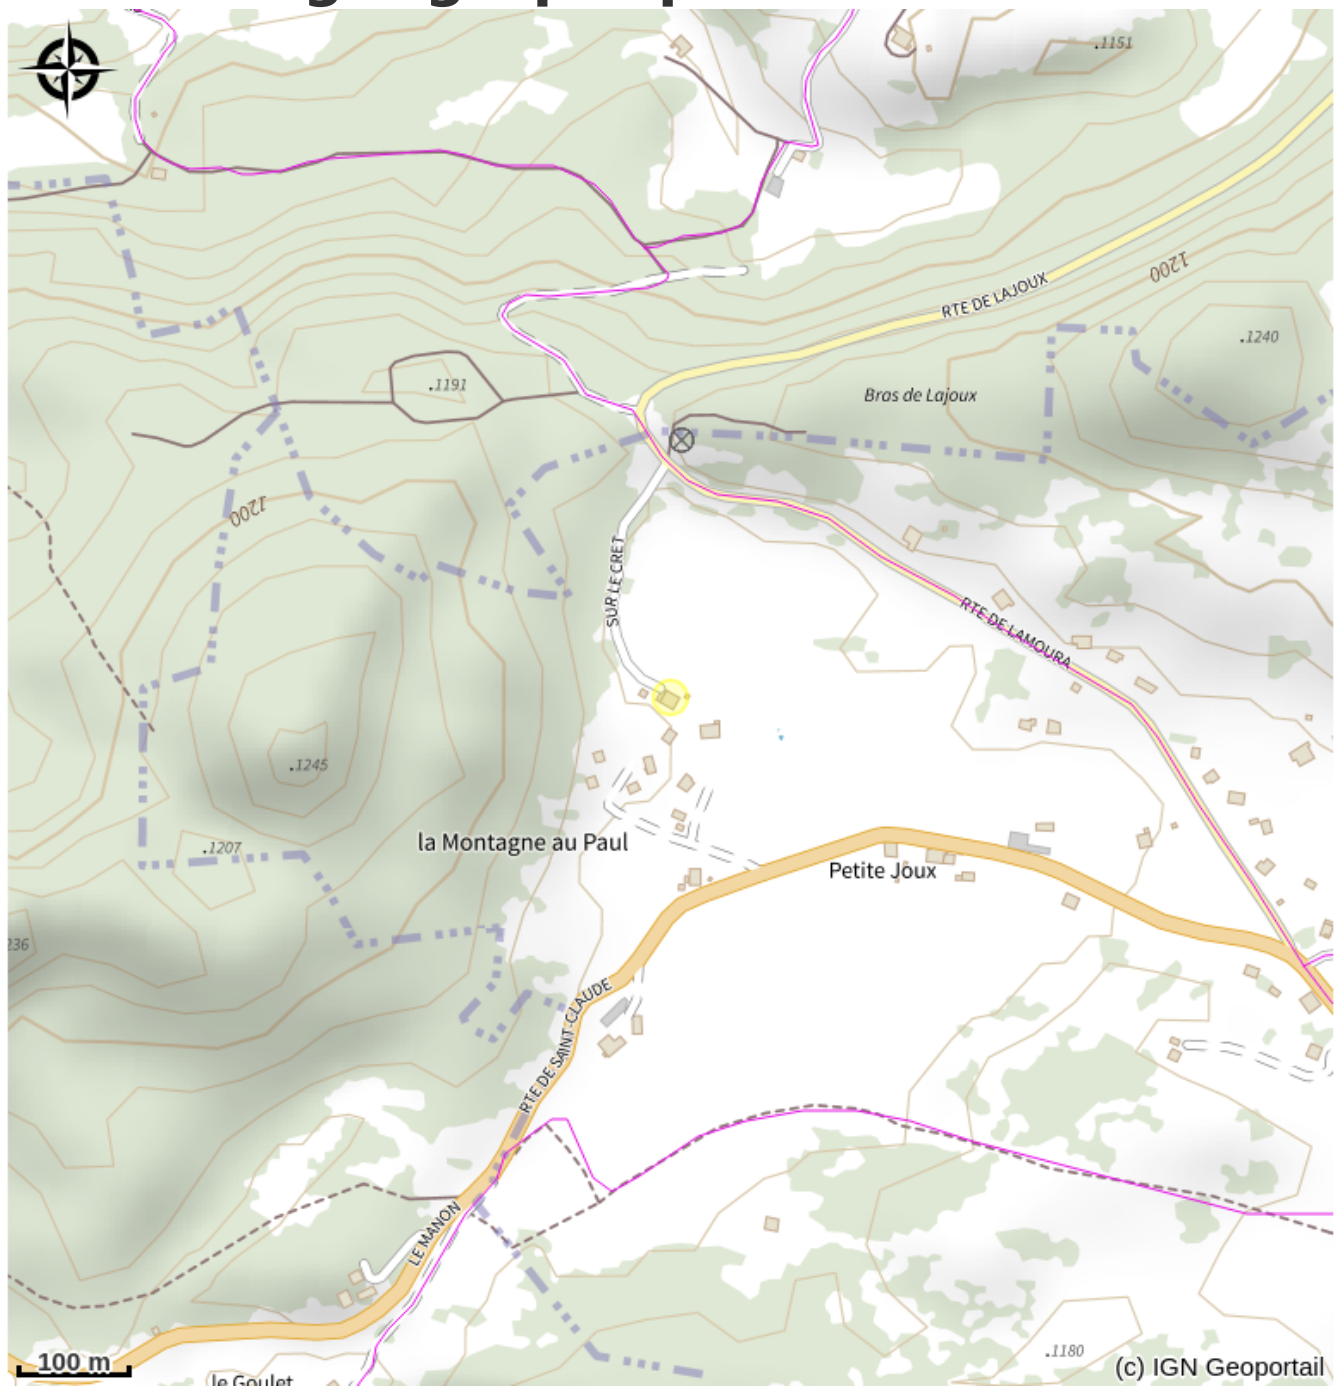 .1151
1200
RTE DE LAJOUX
.1240
.1191
Bras de Lajoux
1200
SUR LE CRET
RTE DE LAMOURA
.1245
la Montagne au Paul
.1207
Petite Joux
236
RTE DE SAINT-CLAUDE
LE MANON
.1180
100 m
(c) IGN Geoportail
le Goulet